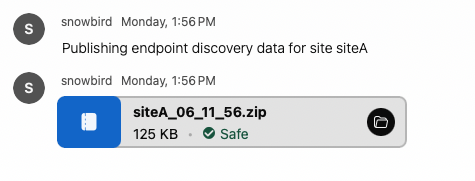 S
snowbird Monday, 1:56 PM
Publishing endpoint discovery data for site siteA
S
snowbird Monday, 1:56 PM
siteA_06_11_56.zip
125 KB • Safe